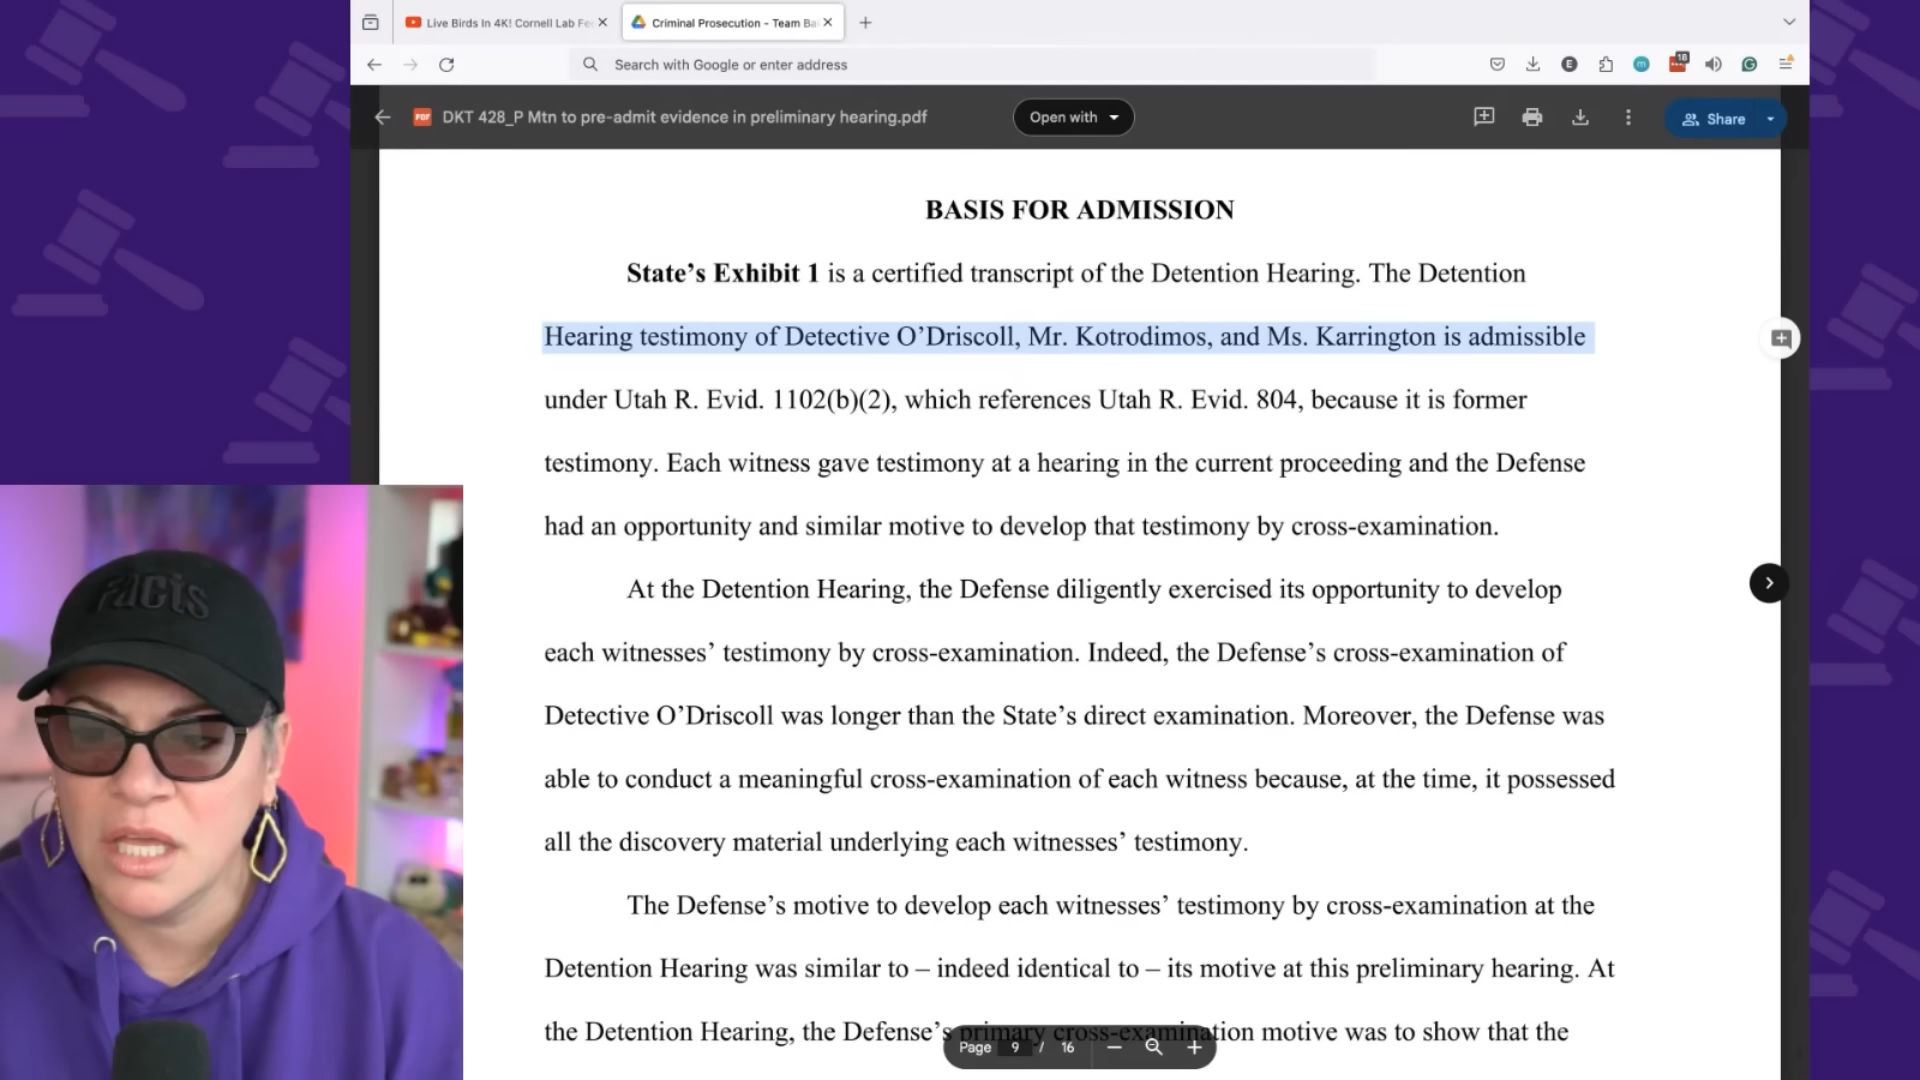 Live Birds In 4K! Cornell Lab Fe
Criminal Prosecution - Team Ba
Search with Google or enter address
18
PDF
DKT 428_P Mtn to pre-admit evidence in preliminary hearing.pdf
Open with
Share
BASIS FOR ADMISSION
State’s Exhibit 1 is a certified transcript of the Detention Hearing. The Detention
Hearing testimony of Detective O’Driscoll, Mr. Kotrodimos, and Ms. Karrington is admissible
under Utah R. Evid. 1102(b)(2), which references Utah R. Evid. 804, because it is former
testimony. Each witness gave testimony at a hearing in the current proceeding and the Defense
had an opportunity and similar motive to develop that testimony by cross-examination.
At the Detention Hearing, the Defense diligently exercised its opportunity to develop
each witnesses’ testimony by cross-examination. Indeed, the Defense’s cross-examination of
Detective O’Driscoll was longer than the State’s direct examination. Moreover, the Defense was
able to conduct a meaningful cross-examination of each witness because, at the time, it possessed
all the discovery material underlying each witnesses’ testimony.
The Defense’s motive to develop each witnesses’ testimony by cross-examination at the
Detention Hearing was similar to – indeed identical to – its motive at this preliminary hearing. At
the Detention Hearing, the Defense’s primary cross-examination motive was to show that the
Page 9 / 16
Facts